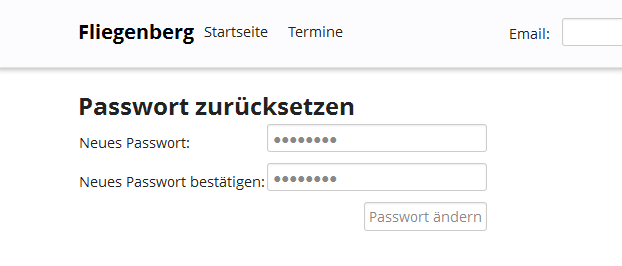 Fliegenberg Startseite Termine Email:
Passwort zurücksetzen
Neues Passwort: ••••••••
Neues Passwort bestätigen: ••••••••
Passwort ändern